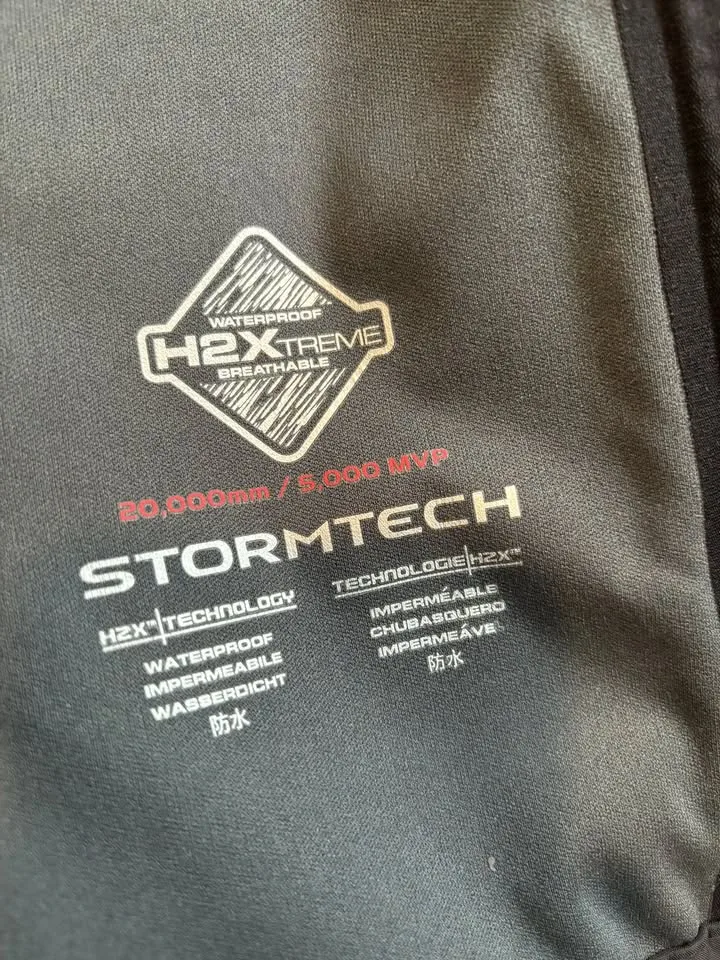 WATERPROOF
H2XTREME
BREATHABLE
20,000mm / 5,000 MVP
STORMTECH
H2X™ TECHNOLOGY
WATERPROOF
IMPERMEABILE
WASSERDICHT
防水
TECHNOLOGIE H2X™
IMPERMÉABLE
CHUBASQUERO
IMPERMEÁVE
防水